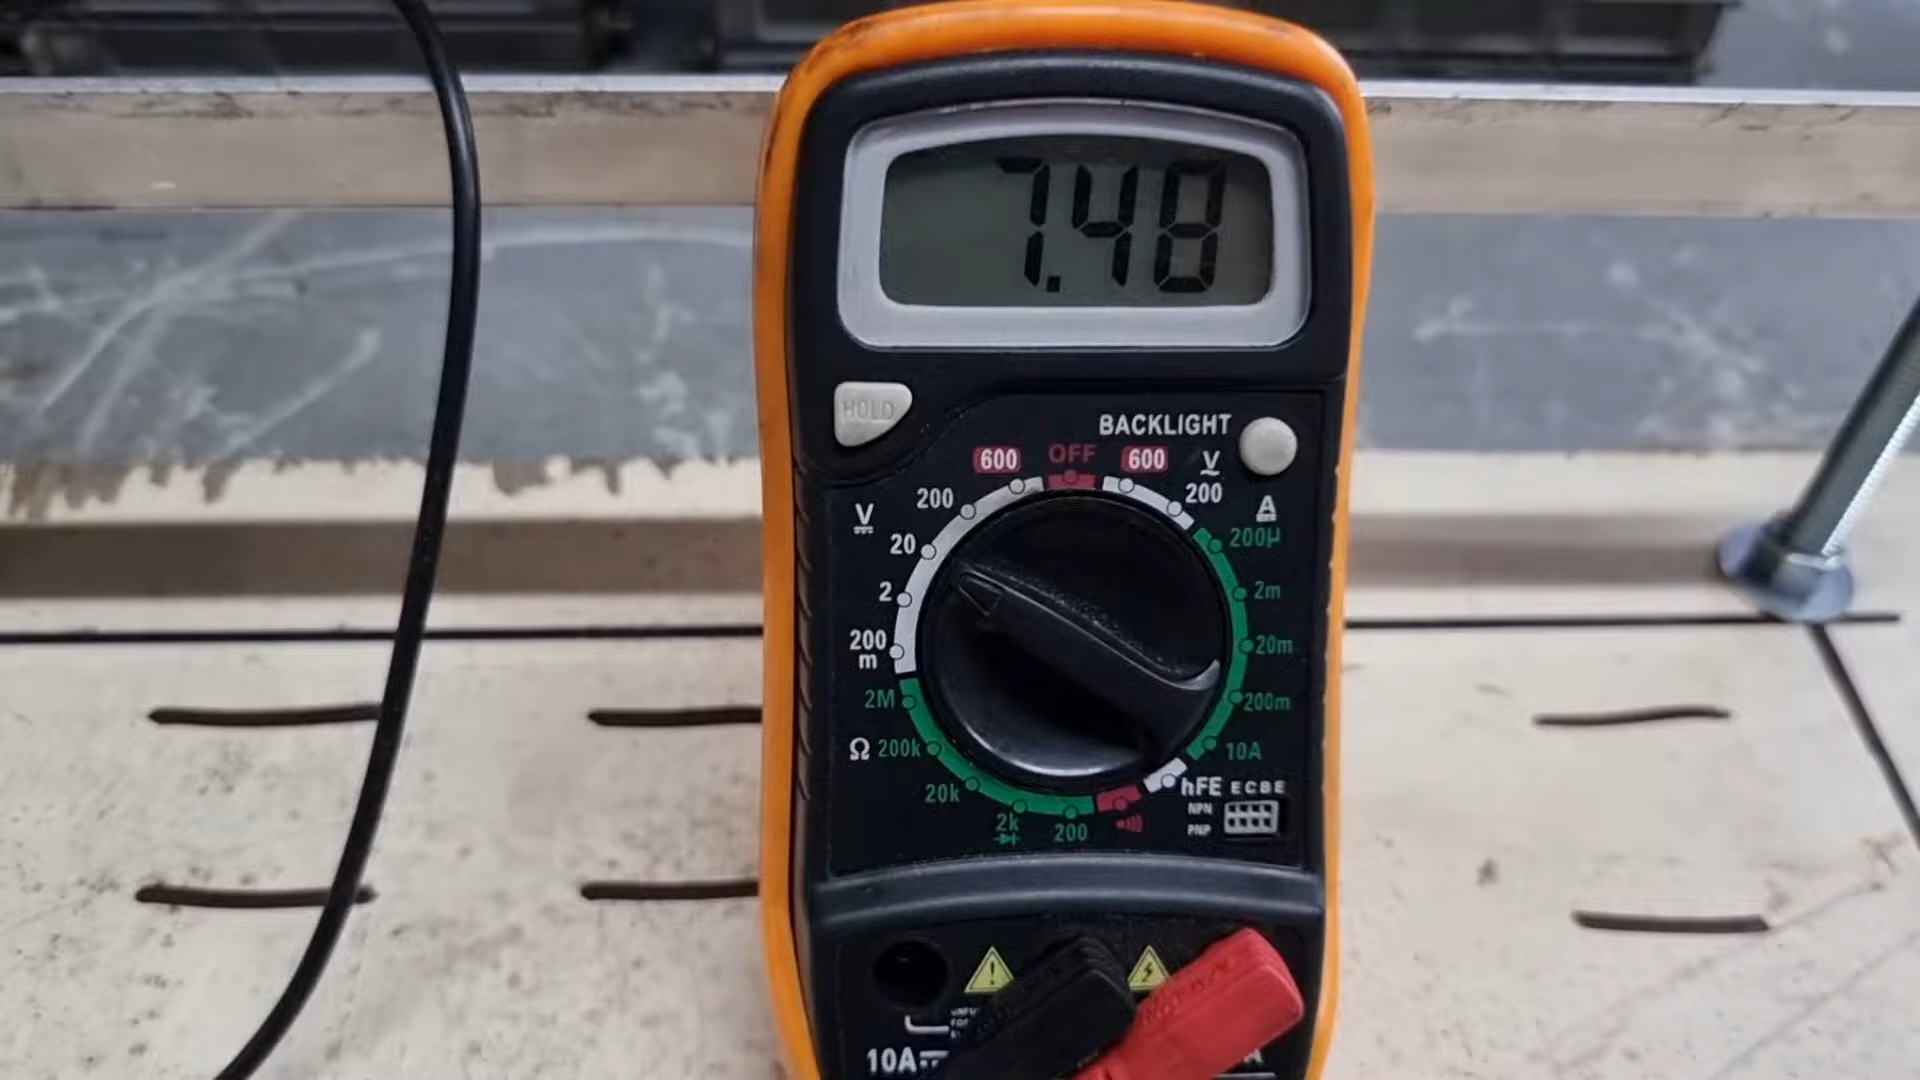 7.48
HOLD
BACKLIGHT
600 OFF 600 V
200 200
V A
20 200µ
2 2m
200 m 20m
2M 200m
Ω 200k 10A
20k hFE ECBE
NPN
2k 200 PNP
10A